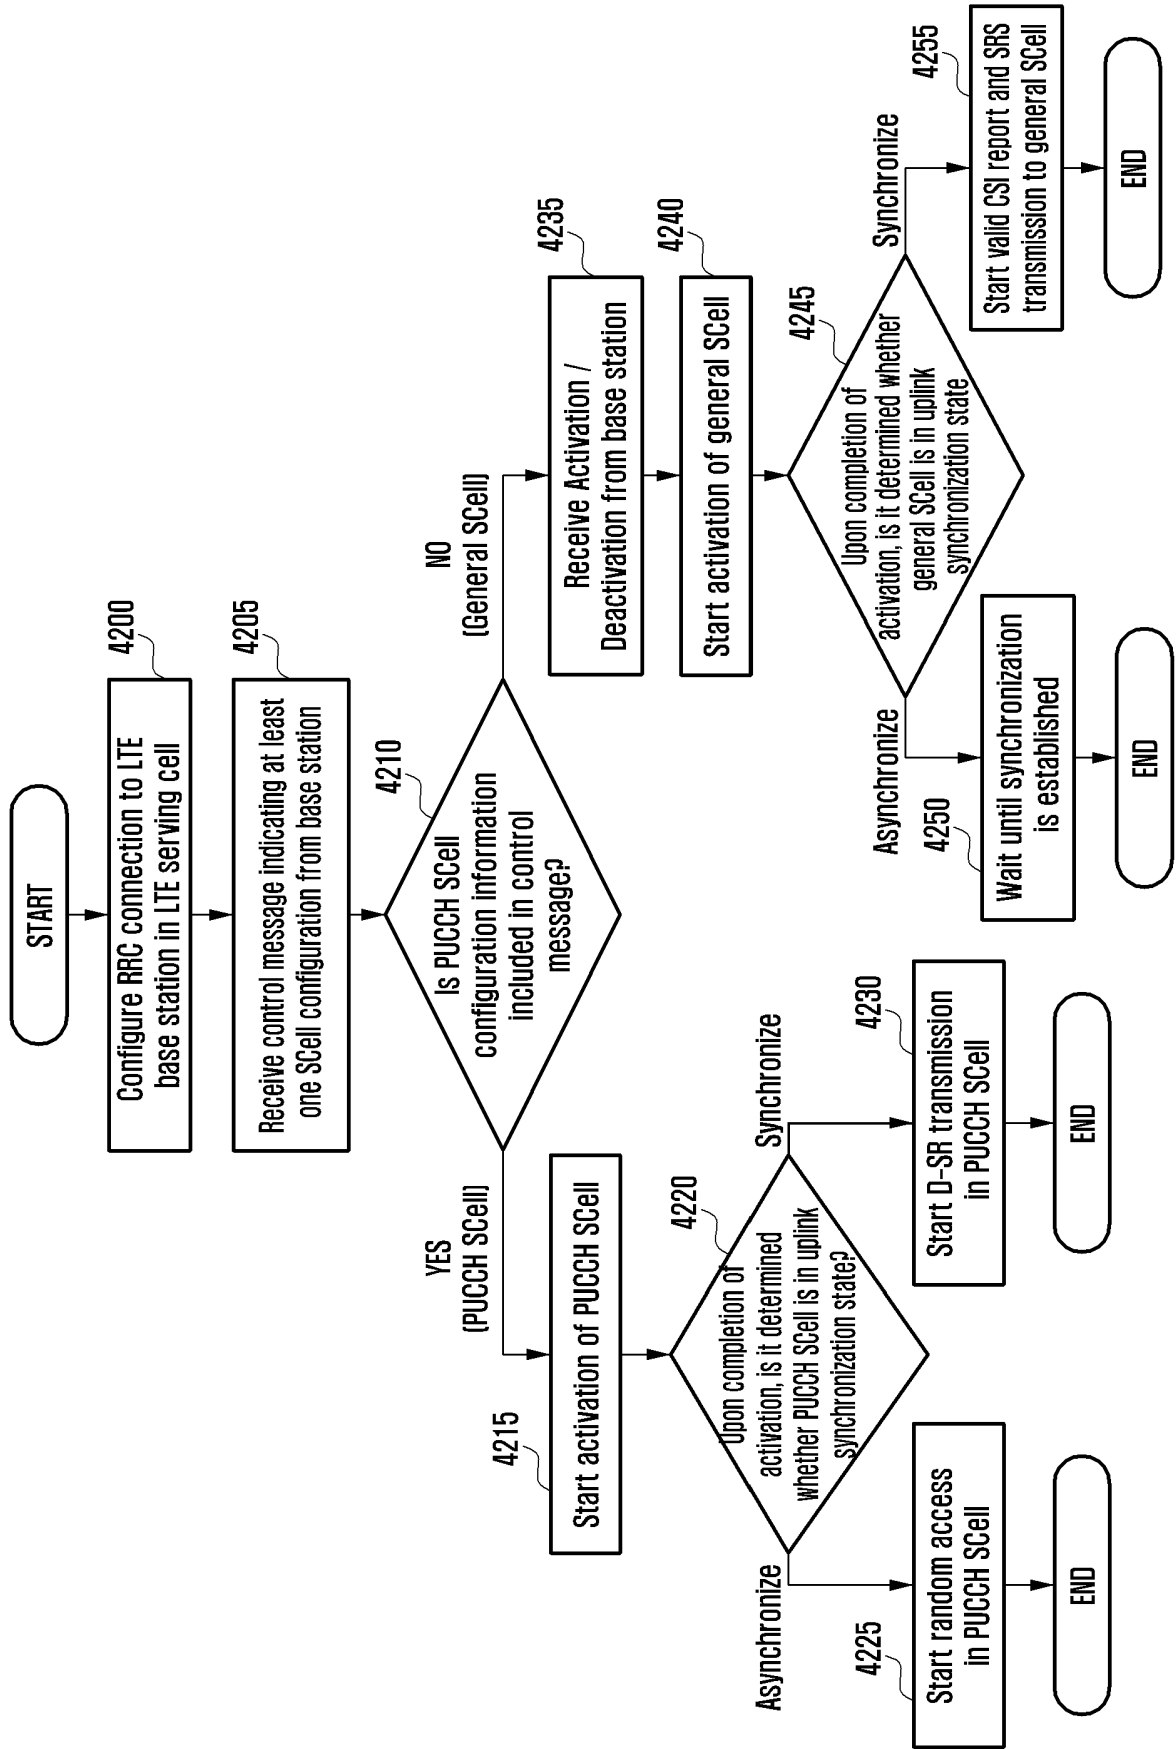 START
4200
Configure RRC connection to LTE
base station in LTE serving cell
4205
Receive control message indicating at least
one SCell configuration from base station
4210
Is PUCCH SCell
configuration information
included in control
message?
YES
(PUCCH SCell)
NO
(General SCell)
4215
Start activation of PUCCH SCell
4220
Upon completion of
activation, is it determined
whether PUCCH SCell is in uplink
synchronization state?
Asynchronize
Synchronize
4225
Start random access
in PUCCH SCell
END
4230
Start D-SR transmission
in PUCCH SCell
END
4235
Receive Activation /
Deactivation from base station
4240
Start activation of general SCell
4245
Upon completion of
activation, is it determined whether
general SCell is in uplink
synchronization state
Asynchronize
Synchronize
4250
Wait until synchronization
is established
END
4255
Start valid CSI report and SRS
transmission to general SCell
END